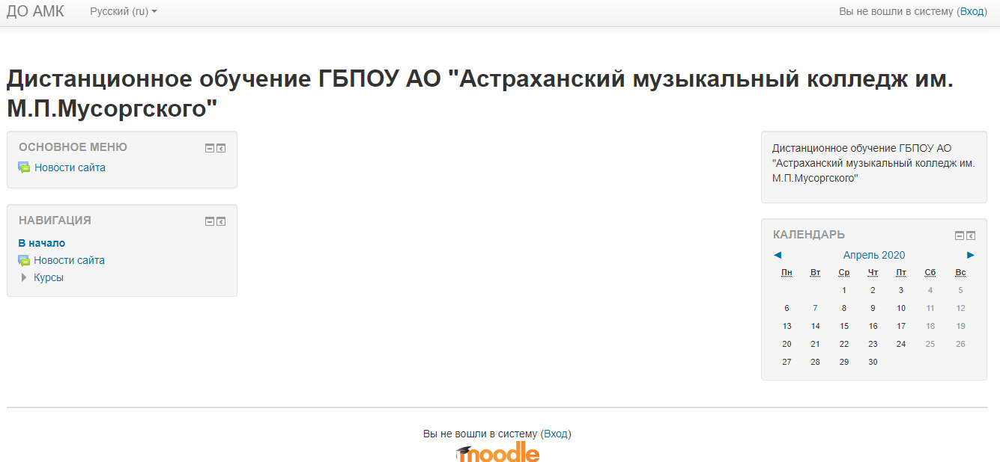 ДО АМК
Русский (ru)
Вы не вошли в систему (Вход)
Дистанционное обучение ГБПОУ АО "Астраханский музыкальный колледж им.
М.П.Мусоргского"
ОСНОВНОЕ МЕНЮ
Новости сайта
НАВИГАЦИЯ
В начало
Новости сайта
Курсы
Дистанционное обучение ГБПОУ АО
"Астраханский музыкальный колледж им.
М.П.Мусоргского"
КАЛЕНДАРЬ
Апрель 2020
Пн Вт Ср Чт Пт Сб Вс
1 2 3 4 5
6 7 8 9 10 11 12
13 14 15 16 17 18 19
20 21 22 23 24 25 26
27 28 29 30
Вы не вошли в систему (Вход)
moodle